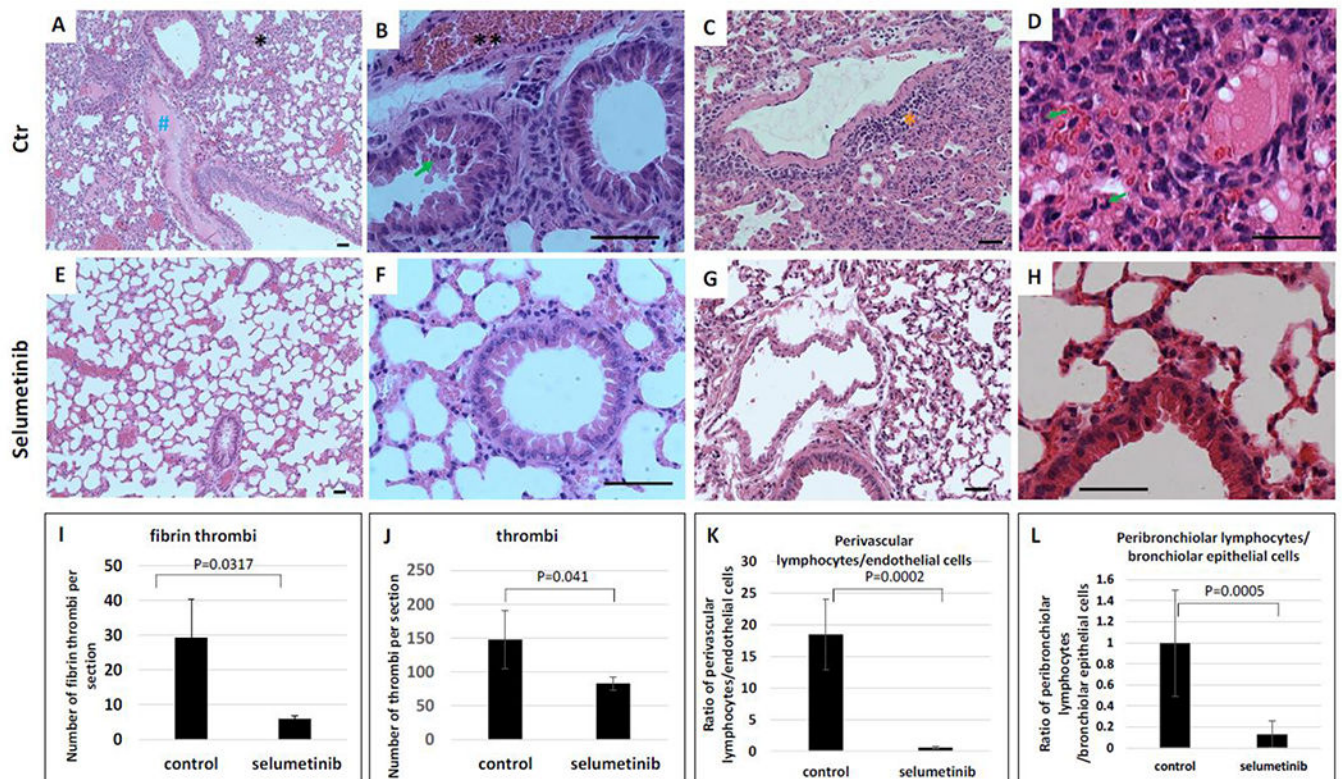 A
*
#
B
**
C
*
D
Ctr
E
F
G
H
Selumetinib
I
fibrin thrombi
P=0.0317
Number of fibrin thrombi per
section
50
40
30
20
10
0
control
selumetinib
J
thrombi
P=0.041
Number of thrombi per section
250
200
150
100
50
0
control
selumetinib
K
Perivascular
lymphocytes/endothelial cells
P=0.0002
Ratio of perivascular
lymphocytes/endothelial cells
30
25
20
15
10
5
0
control
selumetinib
L
Peribronchiolar lymphocytes/
bronchiolar epithelial cells
P=0.0005
Ratio of peribronchiolar
lymphocytes
/bronchiolar epithelial cells
1.6
1.4
1.2
1
0.8
0.6
0.4
0.2
0
control
selumetinib